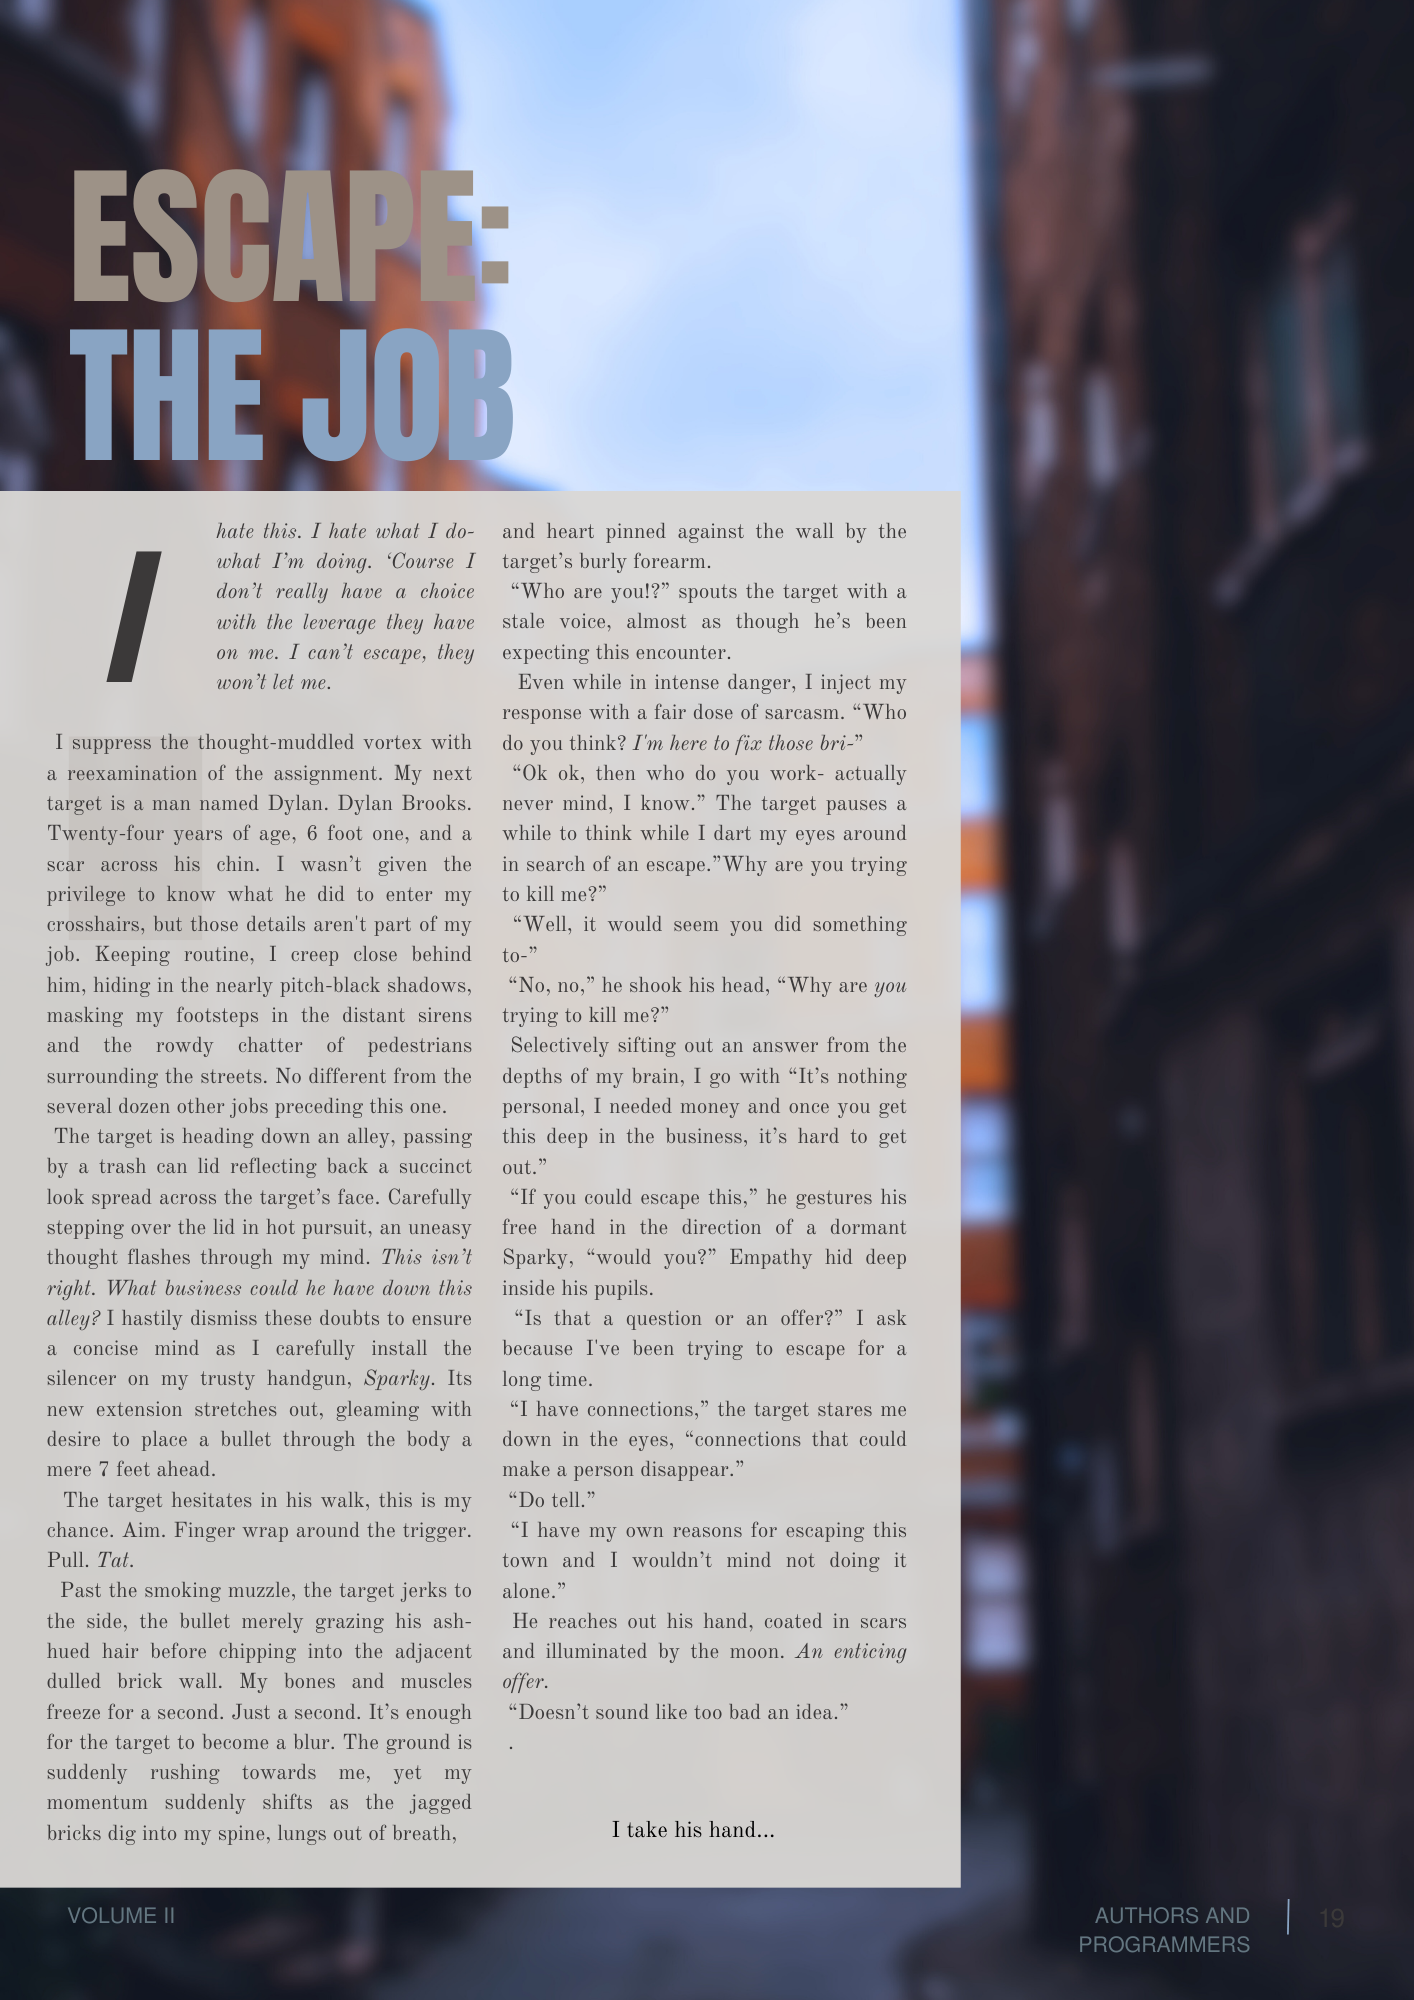 ESCAPE:
THE JOB
I
hate this. I hate what I do-
what I’m doing. ‘Course I
don’t really have a choice
with the leverage they have
on me. I can’t escape, they
won’t let me.
I suppress the thought-muddled vortex with
a reexamination of the assignment. My next
target is a man named Dylan. Dylan Brooks.
Twenty-four years of age, 6 foot one, and a
scar across his chin. I wasn’t given the
privilege to know what he did to enter my
crosshairs, but those details aren't part of my
job. Keeping routine, I creep close behind
him, hiding in the nearly pitch-black shadows,
masking my footsteps in the distant sirens
and the rowdy chatter of pedestrians
surrounding the streets. No different from the
several dozen other jobs preceding this one.
The target is heading down an alley, passing
by a trash can lid reflecting back a succinct
look spread across the target’s face. Carefully
stepping over the lid in hot pursuit, an uneasy
thought flashes through my mind. This isn’t
right. What business could he have down this
alley? I hastily dismiss these doubts to ensure
a concise mind as I carefully install the
silencer on my trusty handgun, Sparky. Its
new extension stretches out, gleaming with
desire to place a bullet through the body a
mere 7 feet ahead.
The target hesitates in his walk, this is my
chance. Aim. Finger wrap around the trigger.
Pull. Tat.
Past the smoking muzzle, the target jerks to
the side, the bullet merely grazing his ash-
hued hair before chipping into the adjacent
dulled brick wall. My bones and muscles
freeze for a second. Just a second. It’s enough
for the target to become a blur. The ground is
suddenly rushing towards me, yet my
momentum suddenly shifts as the jagged
bricks dig into my spine, lungs out of breath,
and heart pinned against the wall by the
target’s burly forearm.
“Who are you!?” spouts the target with a
stale voice, almost as though he’s been
expecting this encounter.
Even while in intense danger, I inject my
response with a fair dose of sarcasm. “Who
do you think? I'm here to fix those bri-”
“Ok ok, then who do you work- actually
never mind, I know.” The target pauses a
while to think while I dart my eyes around
in search of an escape.”Why are you trying
to kill me?”
“Well, it would seem you did something
to-”
“No, no,” he shook his head, “Why are you
trying to kill me?”
Selectively sifting out an answer from the
depths of my brain, I go with “It’s nothing
personal, I needed money and once you get
this deep in the business, it’s hard to get
out.”
“If you could escape this,” he gestures his
free hand in the direction of a dormant
Sparky, “would you?” Empathy hid deep
inside his pupils.
“Is that a question or an offer?” I ask
because I've been trying to escape for a
long time.
“I have connections,” the target stares me
down in the eyes, “connections that could
make a person disappear.”
“Do tell.”
“I have my own reasons for escaping this
town and I wouldn’t mind not doing it
alone.”
He reaches out his hand, coated in scars
and illuminated by the moon. An enticing
offer.
“Doesn’t sound like too bad an idea.”
.
I take his hand...
VOLUME II
AUTHORS AND
PROGRAMMERS
19